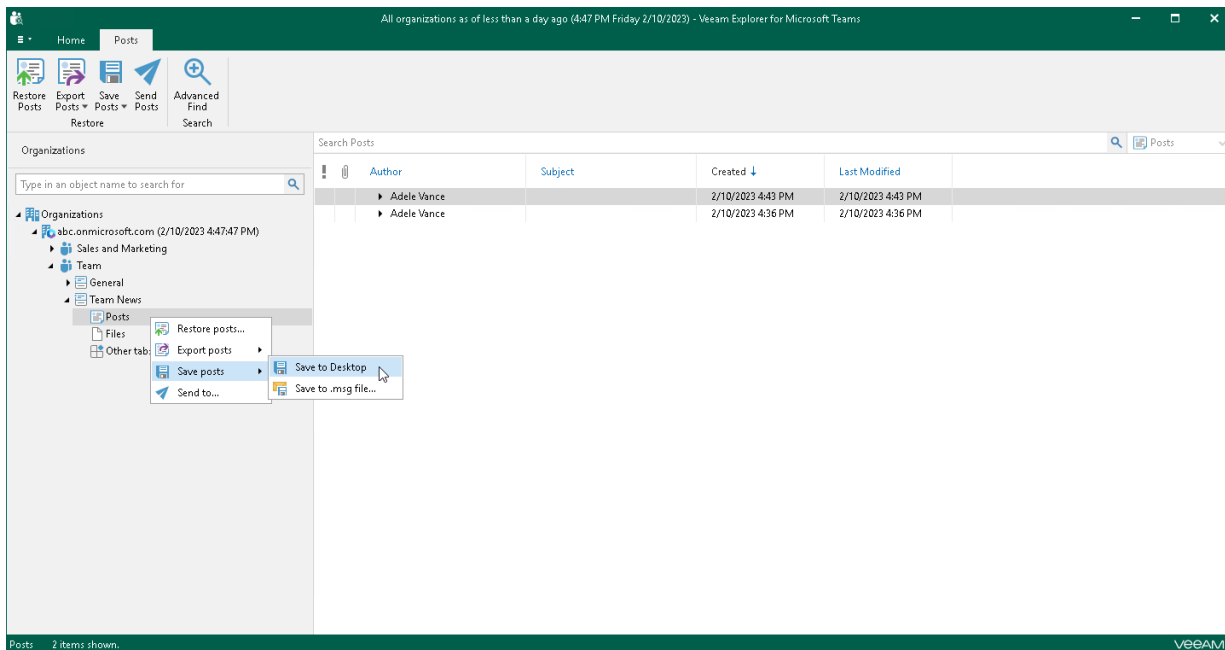 All organizations as of less than a day ago (4:47 PM Friday 2/10/2023) - Veeam Explorer for Microsoft Teams
Home Posts
Restore Posts Export Posts Save Posts Send Posts Advanced Find
Restore Search
Organizations
Type in an object name to search for
Organizations
abc.onmicrosoft.com (2/10/2023 4:47:47 PM)
Sales and Marketing
Team
General
Team News
Posts
Files
Other tab
Restore posts...
Export posts
Save posts
Send to...
Save to Desktop
Save to .msg file...
Search Posts Posts
! Author Subject Created ↓ Last Modified
Adele Vance 2/10/2023 4:43 PM 2/10/2023 4:43 PM
Adele Vance 2/10/2023 4:36 PM 2/10/2023 4:36 PM
Posts 2 items shown. veeAM